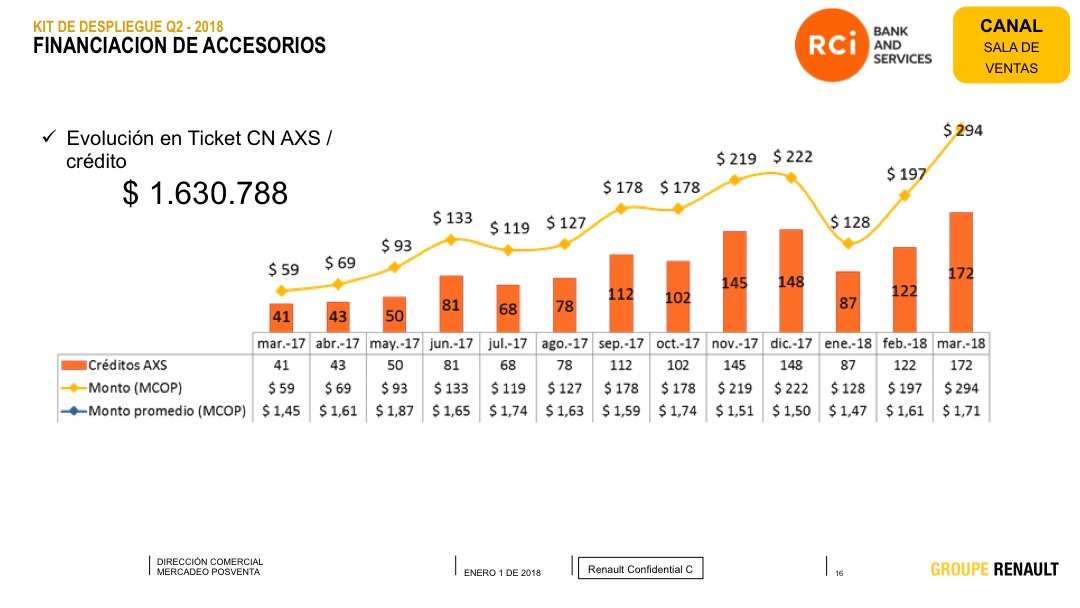 KIT DE DESPLIEGUE Q2 - 2018
FINANCIACION DE ACCESORIOS
RCi
BANK
AND
SERVICES
CANAL
SALA DE
VENTAS
✓ Evolución en Ticket CN AXS /
crédito
$ 1.630.788
$ 59 $ 69 $ 93 $ 133 $ 119 $ 127 $ 178 $ 178 $ 219 $ 222 $ 128 $ 197 $ 294
41 43 50 81 68 78 112 102 145 148 87 122 172
mar.-17 abr.-17 may.-17 jun.-17 jul.-17 ago.-17 sep.-17 oct.-17 nov.-17 dic.-17 ene.-18 feb.-18 mar.-18
Créditos AXS 41 43 50 81 68 78 112 102 145 148 87 122 172
Monto (MCOP) $ 59 $ 69 $ 93 $ 133 $ 119 $ 127 $ 178 $ 178 $ 219 $ 222 $ 128 $ 197 $ 294
Monto promedio (MCOP) $ 1,45 $ 1,61 $ 1,87 $ 1,65 $ 1,74 $ 1,63 $ 1,59 $ 1,74 $ 1,51 $ 1,50 $ 1,47 $ 1,61 $ 1,71
DIRECCIÓN COMERCIAL
MERCADEO POSVENTA
ENERO 1 DE 2018
Renault Confidential C
16
GROUPE RENAULT